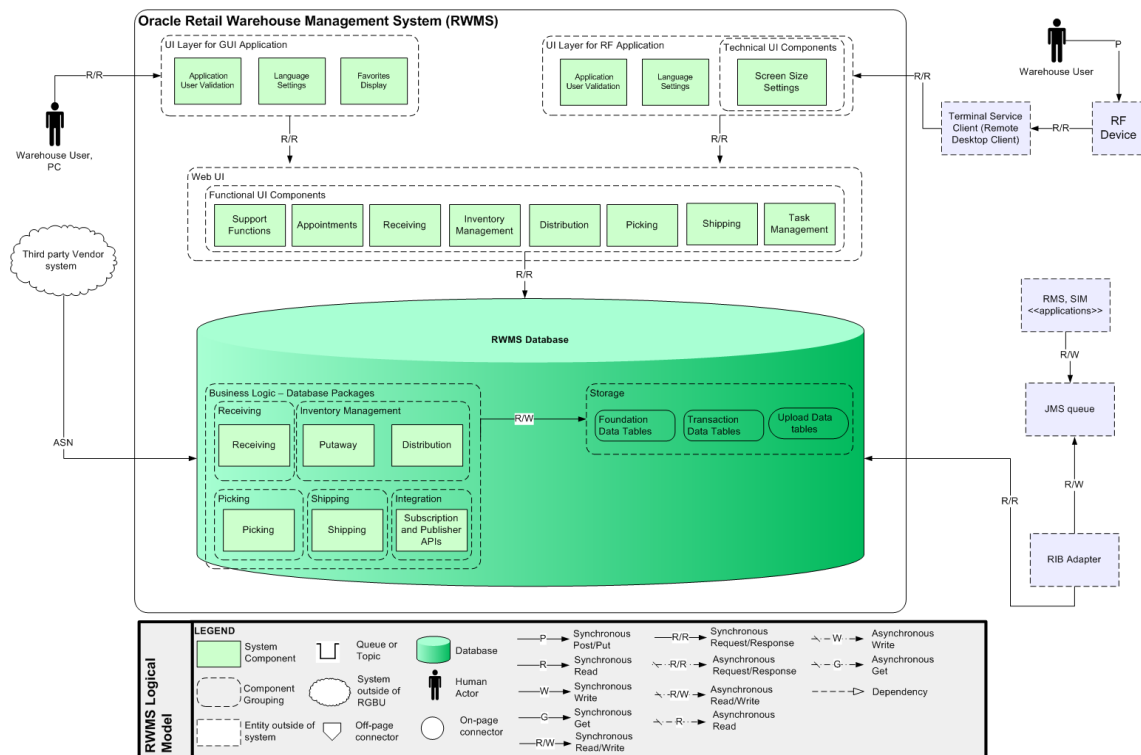 Oracle Retail Warehouse Management System (RWMS)
UI Layer for GUI Application
Application
User Validation
Language
Settings
Favorites
Display
UI Layer for RF Application
Application
User Validation
Language
Settings
Technical UI Components
Screen Size
Settings
R/R
Warehouse User,
PC
R/R
R/R
R/R
Warehouse User
P
Terminal Service
Client (Remote
Desktop Client)
R/R
RF
Device
Web UI
Functional UI Components
Support
Functions
Appointments
Receiving
Inventory
Management
Distribution
Picking
Shipping
Task
Management
R/R
Third party Vendor
system
ASN
RWMS Database
Business Logic – Database Packages
Receiving
Receiving
Inventory Management
Putaway
Distribution
Picking
Picking
Shipping
Shipping
Integration
Subscription
and Publisher
APIs
R/W
Storage
Foundation
Data Tables
Transaction
Data Tables
Upload Data
tables
RMS, SIM
<<applications>>
R/W
JMS queue
R/W
R/R
RIB Adapter
RWMS Logical
Model
LEGEND
System
Component
Component
Grouping
Entity outside of
system
Queue or
Topic
System
outside of
RGBU
Off-page
connector
Database
Human
Actor
On-page
connector
P
Synchronous
Post/Put
R
Synchronous
Read
W
Synchronous
Write
G
Synchronous
Get
R/W
Synchronous
Read/Write
R/R
Synchronous
Request/Response
R/R
Asynchronous
Request/Response
R/W
Asynchronous
Read/Write
R
Asynchronous
Read
W
Asynchronous
Write
G
Asynchronous
Get
Dependency